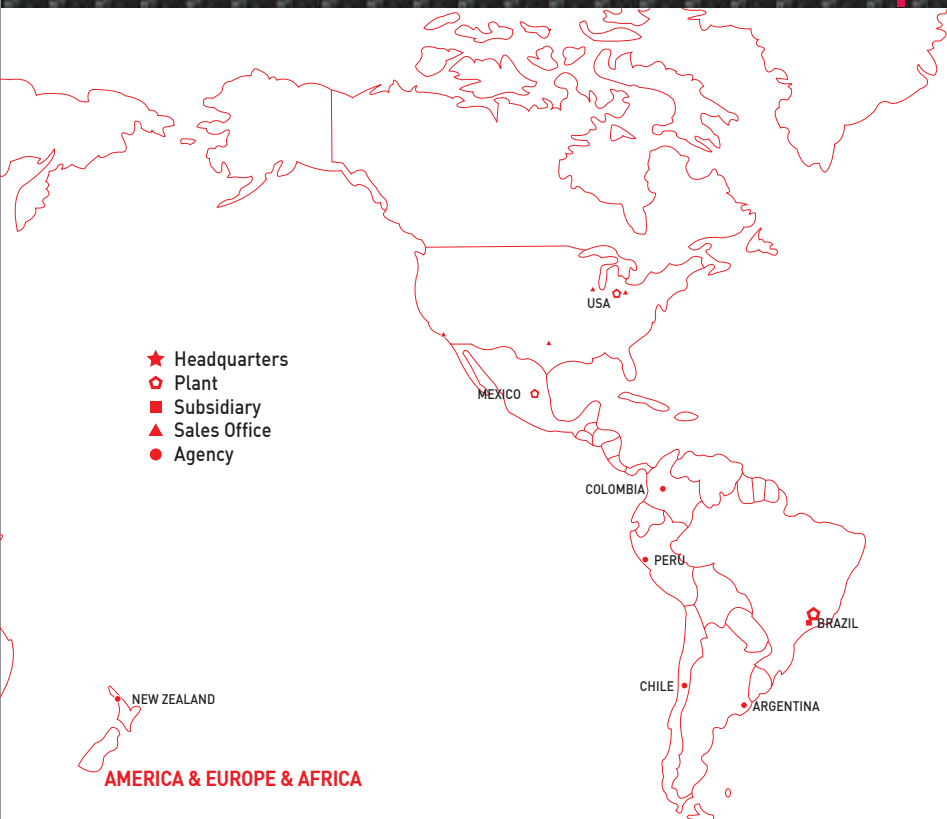 USA
Headquarters
Plant
Subsidiary
Sales Office
Agency
MEXICO
COLOMBIA
PERU
BRAZIL
CHILE
NEW ZEALAND
ARGENTINA
AMERICA & EUROPE & AFRICA